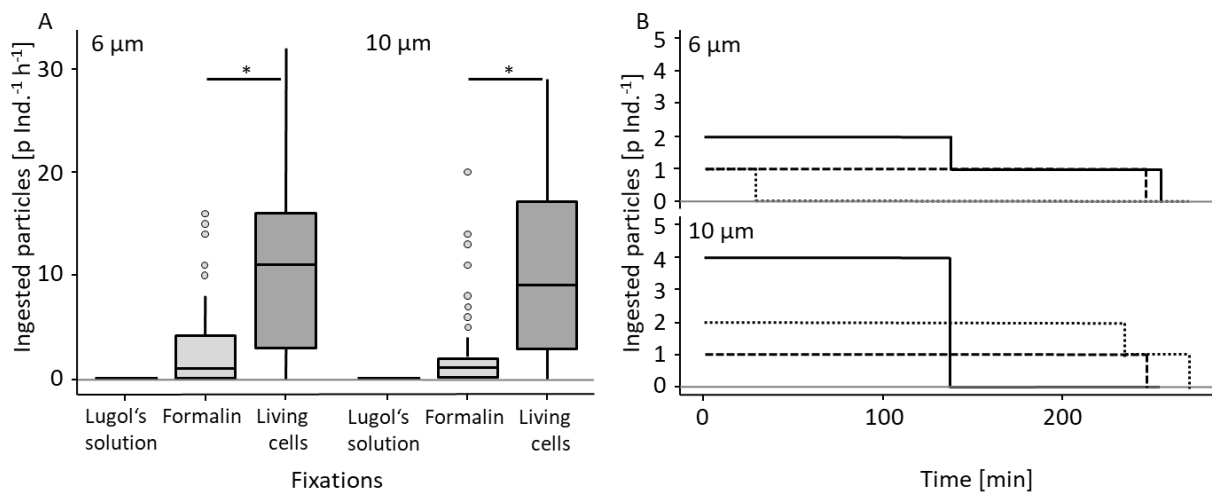 A
6 µm
10 µm
*
*
Ingested particles [p Ind.⁻¹ h⁻¹]
30
20
10
0
Lugol‘s solution
Formalin
Living cells
Lugol‘s solution
Formalin
Living cells
Fixations
B
6 µm
Ingested particles [p Ind.⁻¹]
5
4
3
2
1
0
10 µm
5
4
3
2
1
0
0
100
200
Time [min]